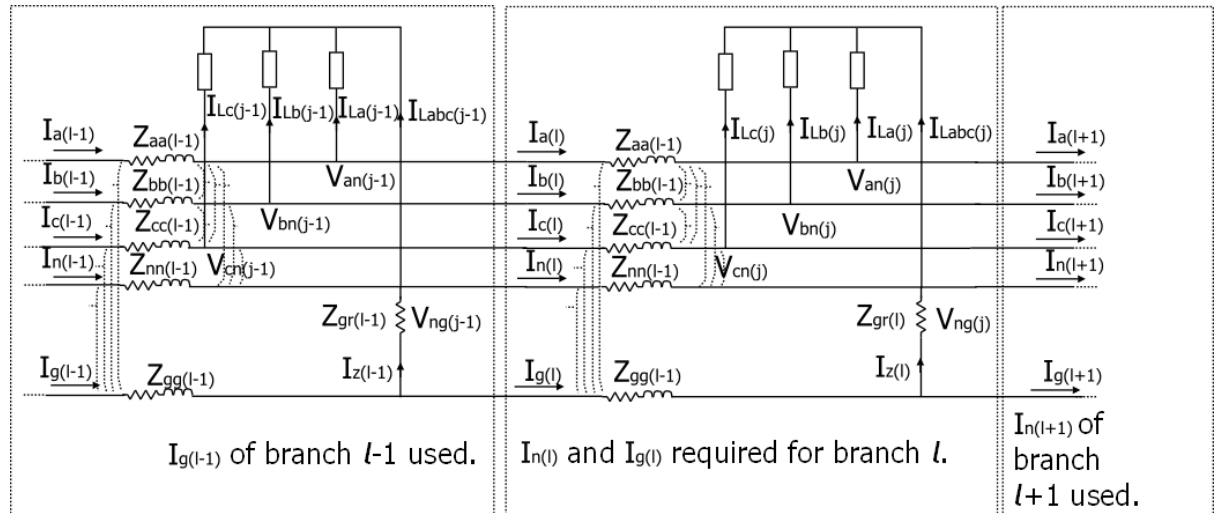 ILc(j-1) ILb(j-1) ILa(j-1) ILabc(j-1)
ILc(j) ILb(j) ILa(j) ILabc(j)
Ia(l-1) Zaa(l-1) Ia(l) Zaa(l-1) Ia(l+1)
Van(j-1) Van(j)
Ib(l-1) Zbb(l-1) Ib(l) Zbb(l-1) Ib(l+1)
Vbn(j-1) Vbn(j)
Ic(l-1) Zcc(l-1) Ic(l) Zcc(l-1) Ic(l+1)
In(l-1) Znn(l-1) Vcn(j-1) In(l) Znn(l-1) Vcn(j) In(l+1)
Zgr(l-1) Vng(j-1) Zgr(l) Vng(j)
Ig(l-1) Zgg(l-1) Iz(l-1) Ig(l) Zgg(l-1) Iz(l) Ig(l+1)
Ig(l-1) of branch l-1 used.
In(l) and Ig(l) required for branch l.
In(l+1) of
branch
l+1 used.